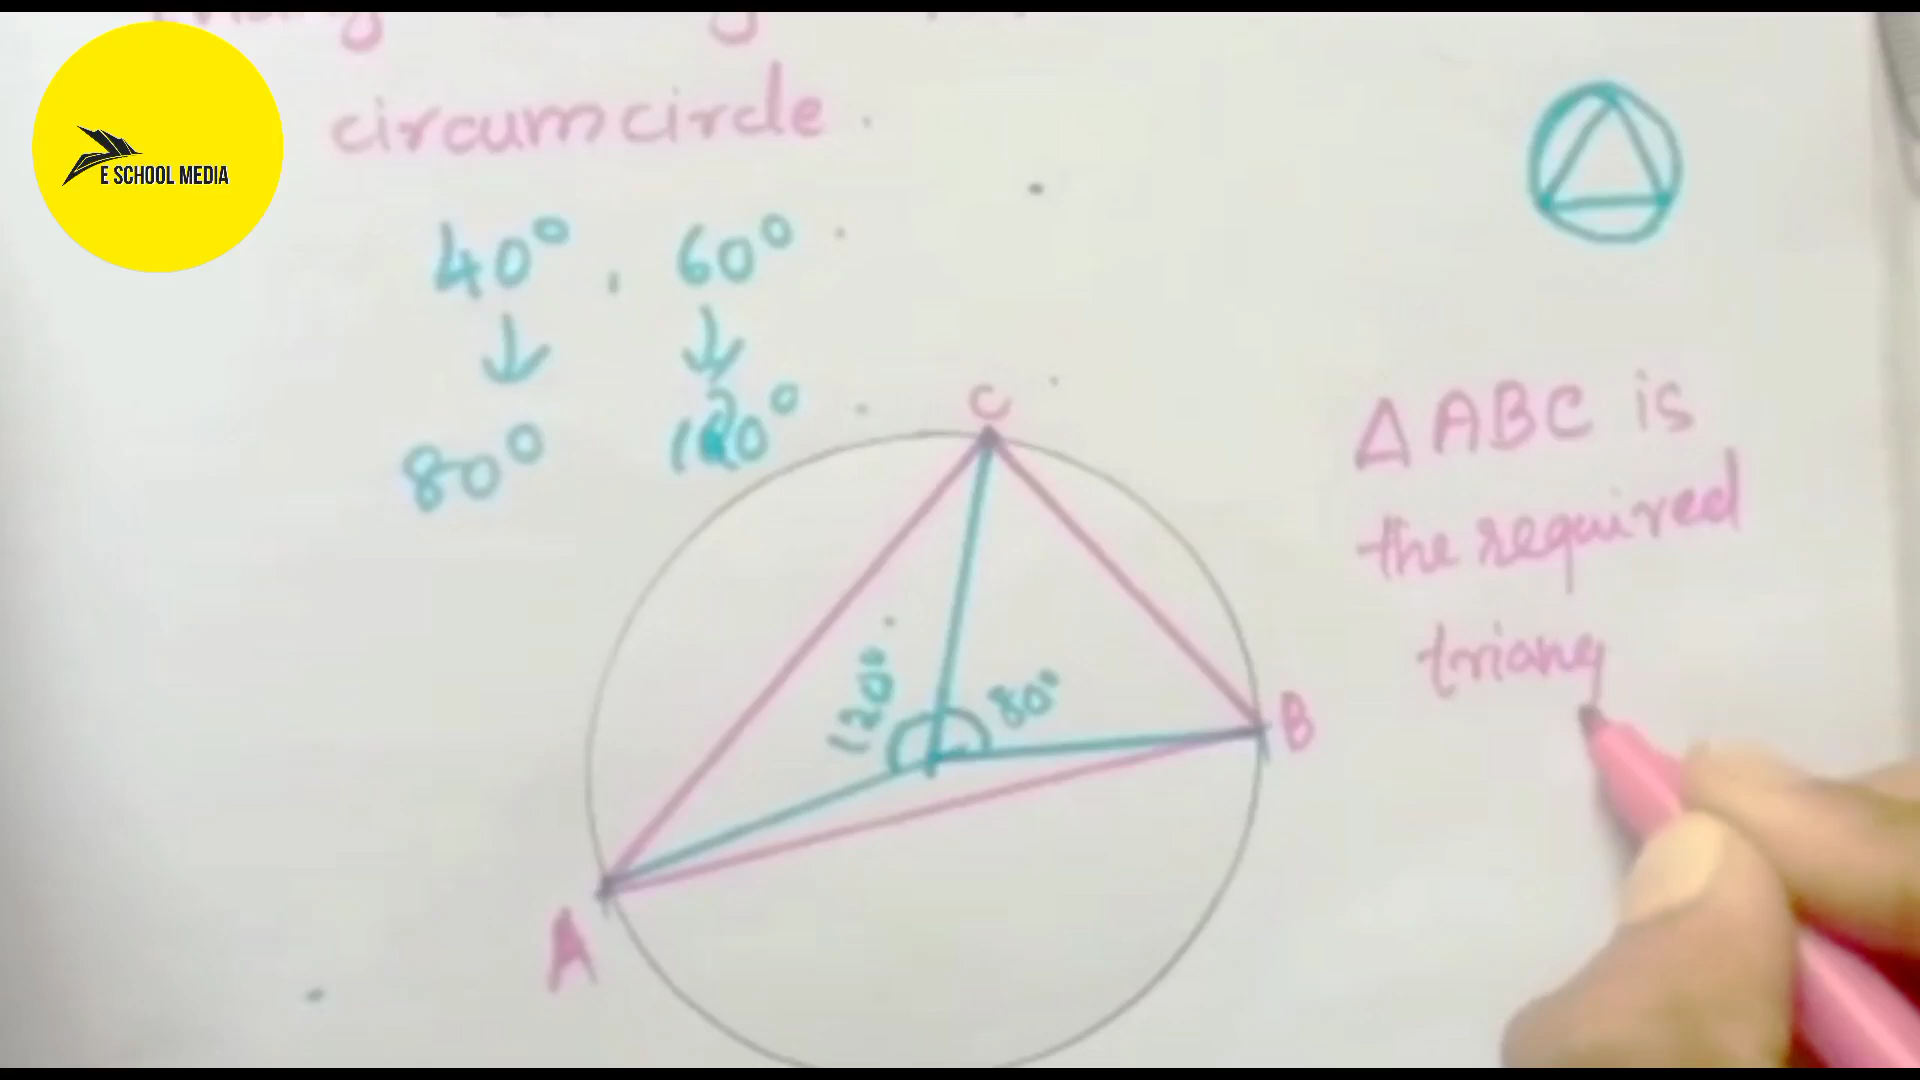 circumcircle.
E SCHOOL MEDIA
40° , 60°
↓ ↓
80° 120°
C
Δ ABC is
the required
triang
120° 80°
B
A